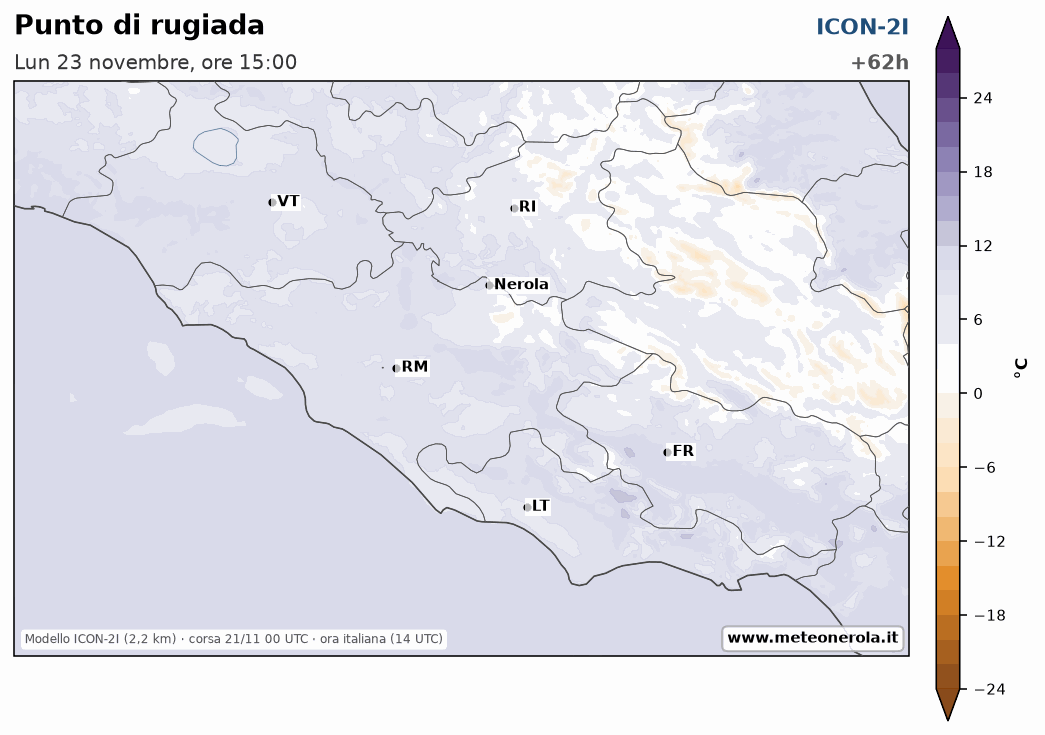 Punto di rugiada
ICON-2I
Lun 23 novembre, ore 15:00
+62h
VT
RI
Nerola
RM
FR
LT
Modello ICON-2I (2,2 km) · corsa 21/11 00 UTC · ora italiana (14 UTC)
www.meteonerola.it
24
18
12
6
0
−6
−12
−18
−24
°C